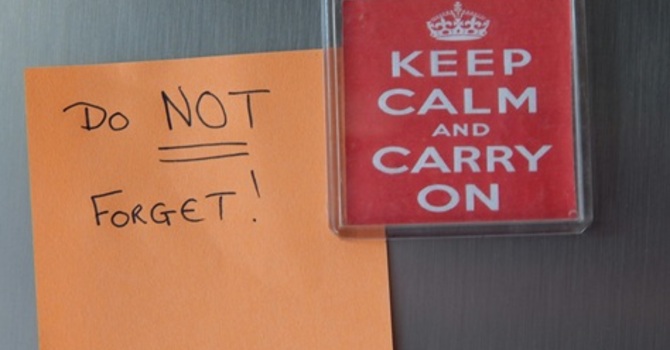 Do NOT
FORGET!
KEEP
CALM
AND
CARRY
ON